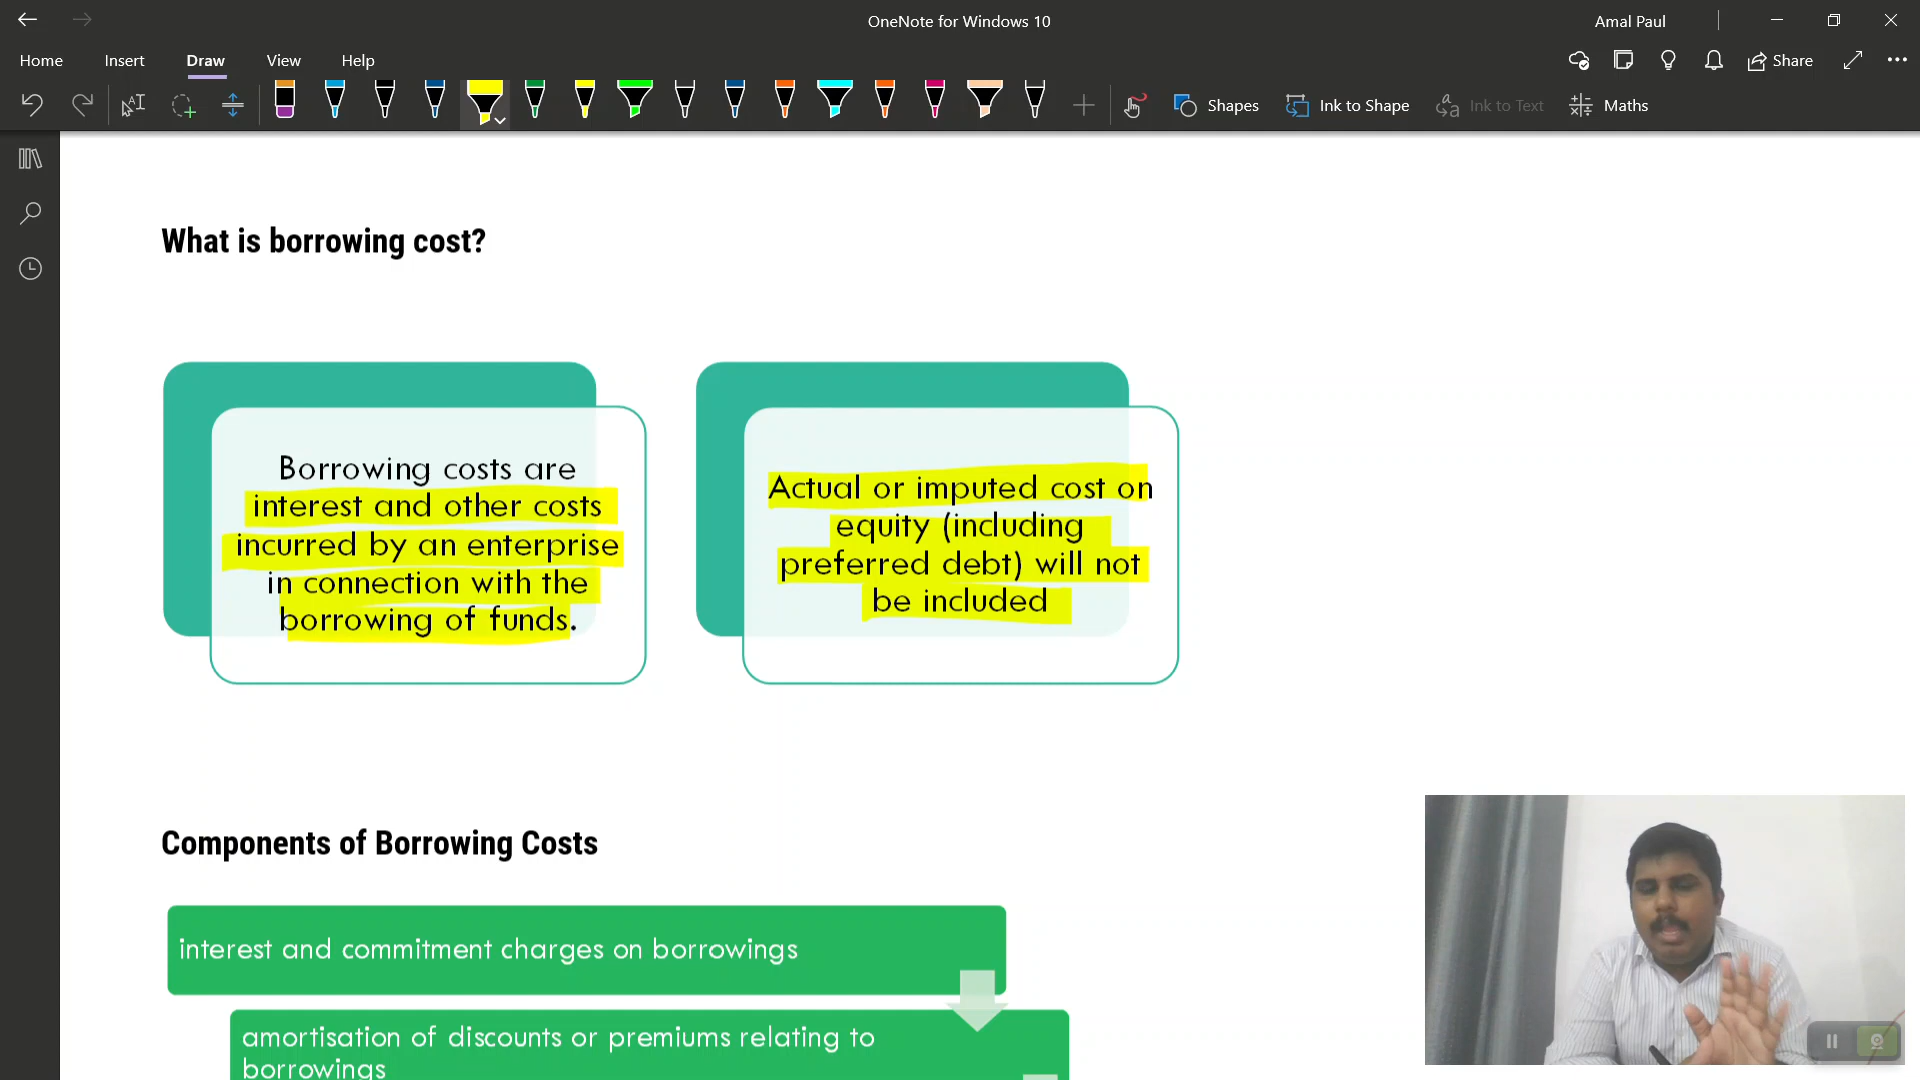 OneNote for Windows 10
Amal Paul
Home Insert Draw View Help
Share
Shapes Ink to Shape Ink to Text Maths
What is borrowing cost?
Borrowing costs are
interest and other costs
incurred by an enterprise
in connection with the
borrowing of funds.
Actual or imputed cost on
equity (including
preferred debt) will not
be included
Components of Borrowing Costs
interest and commitment charges on borrowings
amortisation of discounts or premiums relating to
borrowings